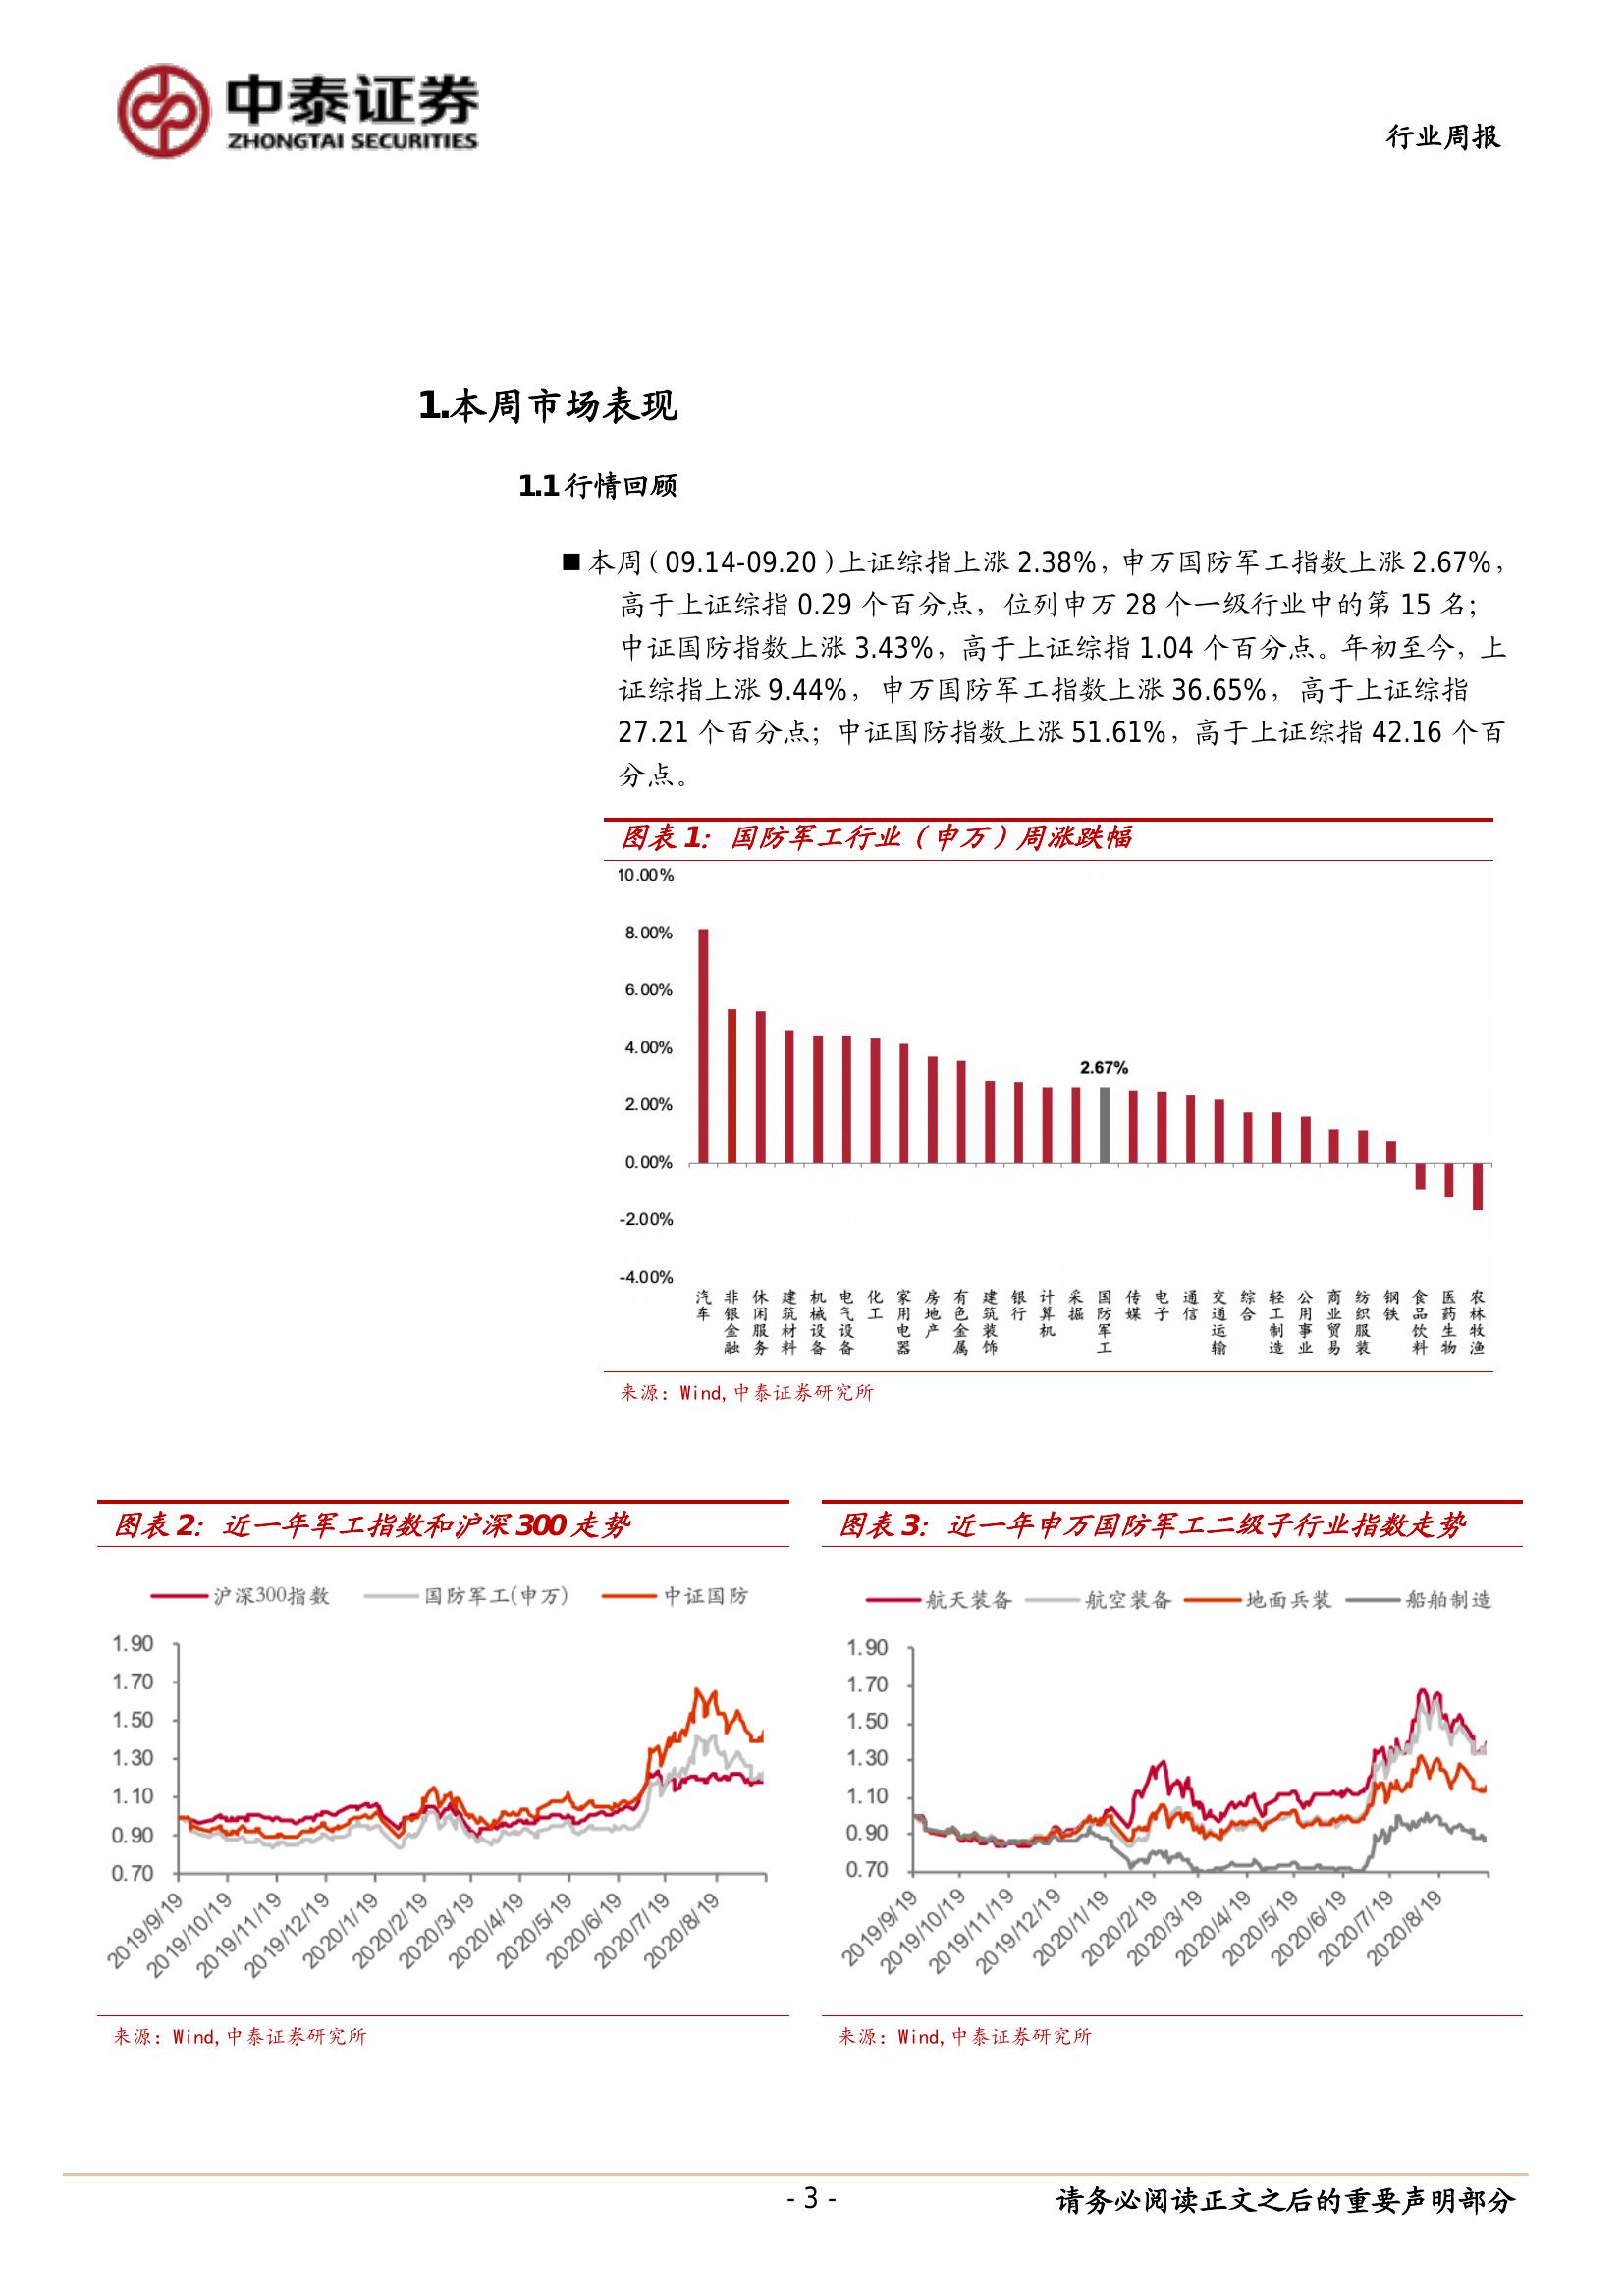 中泰证券
ZHONGTAI SECURITIES
行业周报
1.本周市场表现
1.1 行情回顾
■ 本周（09.14-09.20）上证综指上涨 2.38%，申万国防军工指数上涨 2.67%，
高于上证综指 0.29 个百分点，位列申万 28 个一级行业中的第 15 名；
中证国防指数上涨 3.43%，高于上证综指 1.04 个百分点。年初至今，上
证综指上涨 9.44%，申万国防军工指数上涨 36.65%，高于上证综指
27.21 个百分点；中证国防指数上涨 51.61%，高于上证综指 42.16 个百
分点。
图表 1：国防军工行业（申万）周涨跌幅
10.00%
8.00%
6.00%
4.00%
2.00%
0.00%
-2.00%
-4.00%
2.67%
汽车
非银金融
休闲服务
建筑材料
机械设备
电气设备
化工
家用电器
房地产
有色金属
建筑装饰
银行
计算机
采掘
国防军工
传媒
电子
通信
交通运输
综合
轻工制造
公用事业
商业贸易
纺织服装
钢铁
食品饮料
医药生物
农林牧渔
来源：Wind,中泰证券研究所
图表 2：近一年军工指数和沪深 300 走势
沪深300指数 国防军工(申万) 中证国防
1.90
1.70
1.50
1.30
1.10
0.90
0.70
2019/9/19
2019/10/19
2019/11/19
2019/12/19
2020/1/19
2020/2/19
2020/3/19
2020/4/19
2020/5/19
2020/6/19
2020/7/19
2020/8/19
来源：Wind,中泰证券研究所
图表 3：近一年申万国防军工二级子行业指数走势
航天装备 航空装备 地面兵装 船舶制造
1.90
1.70
1.50
1.30
1.10
0.90
0.70
2019/9/19
2019/10/19
2019/11/19
2019/12/19
2020/1/19
2020/2/19
2020/3/19
2020/4/19
2020/5/19
2020/6/19
2020/7/19
2020/8/19
来源：Wind,中泰证券研究所
- 3 -
请务必阅读正文之后的重要声明部分